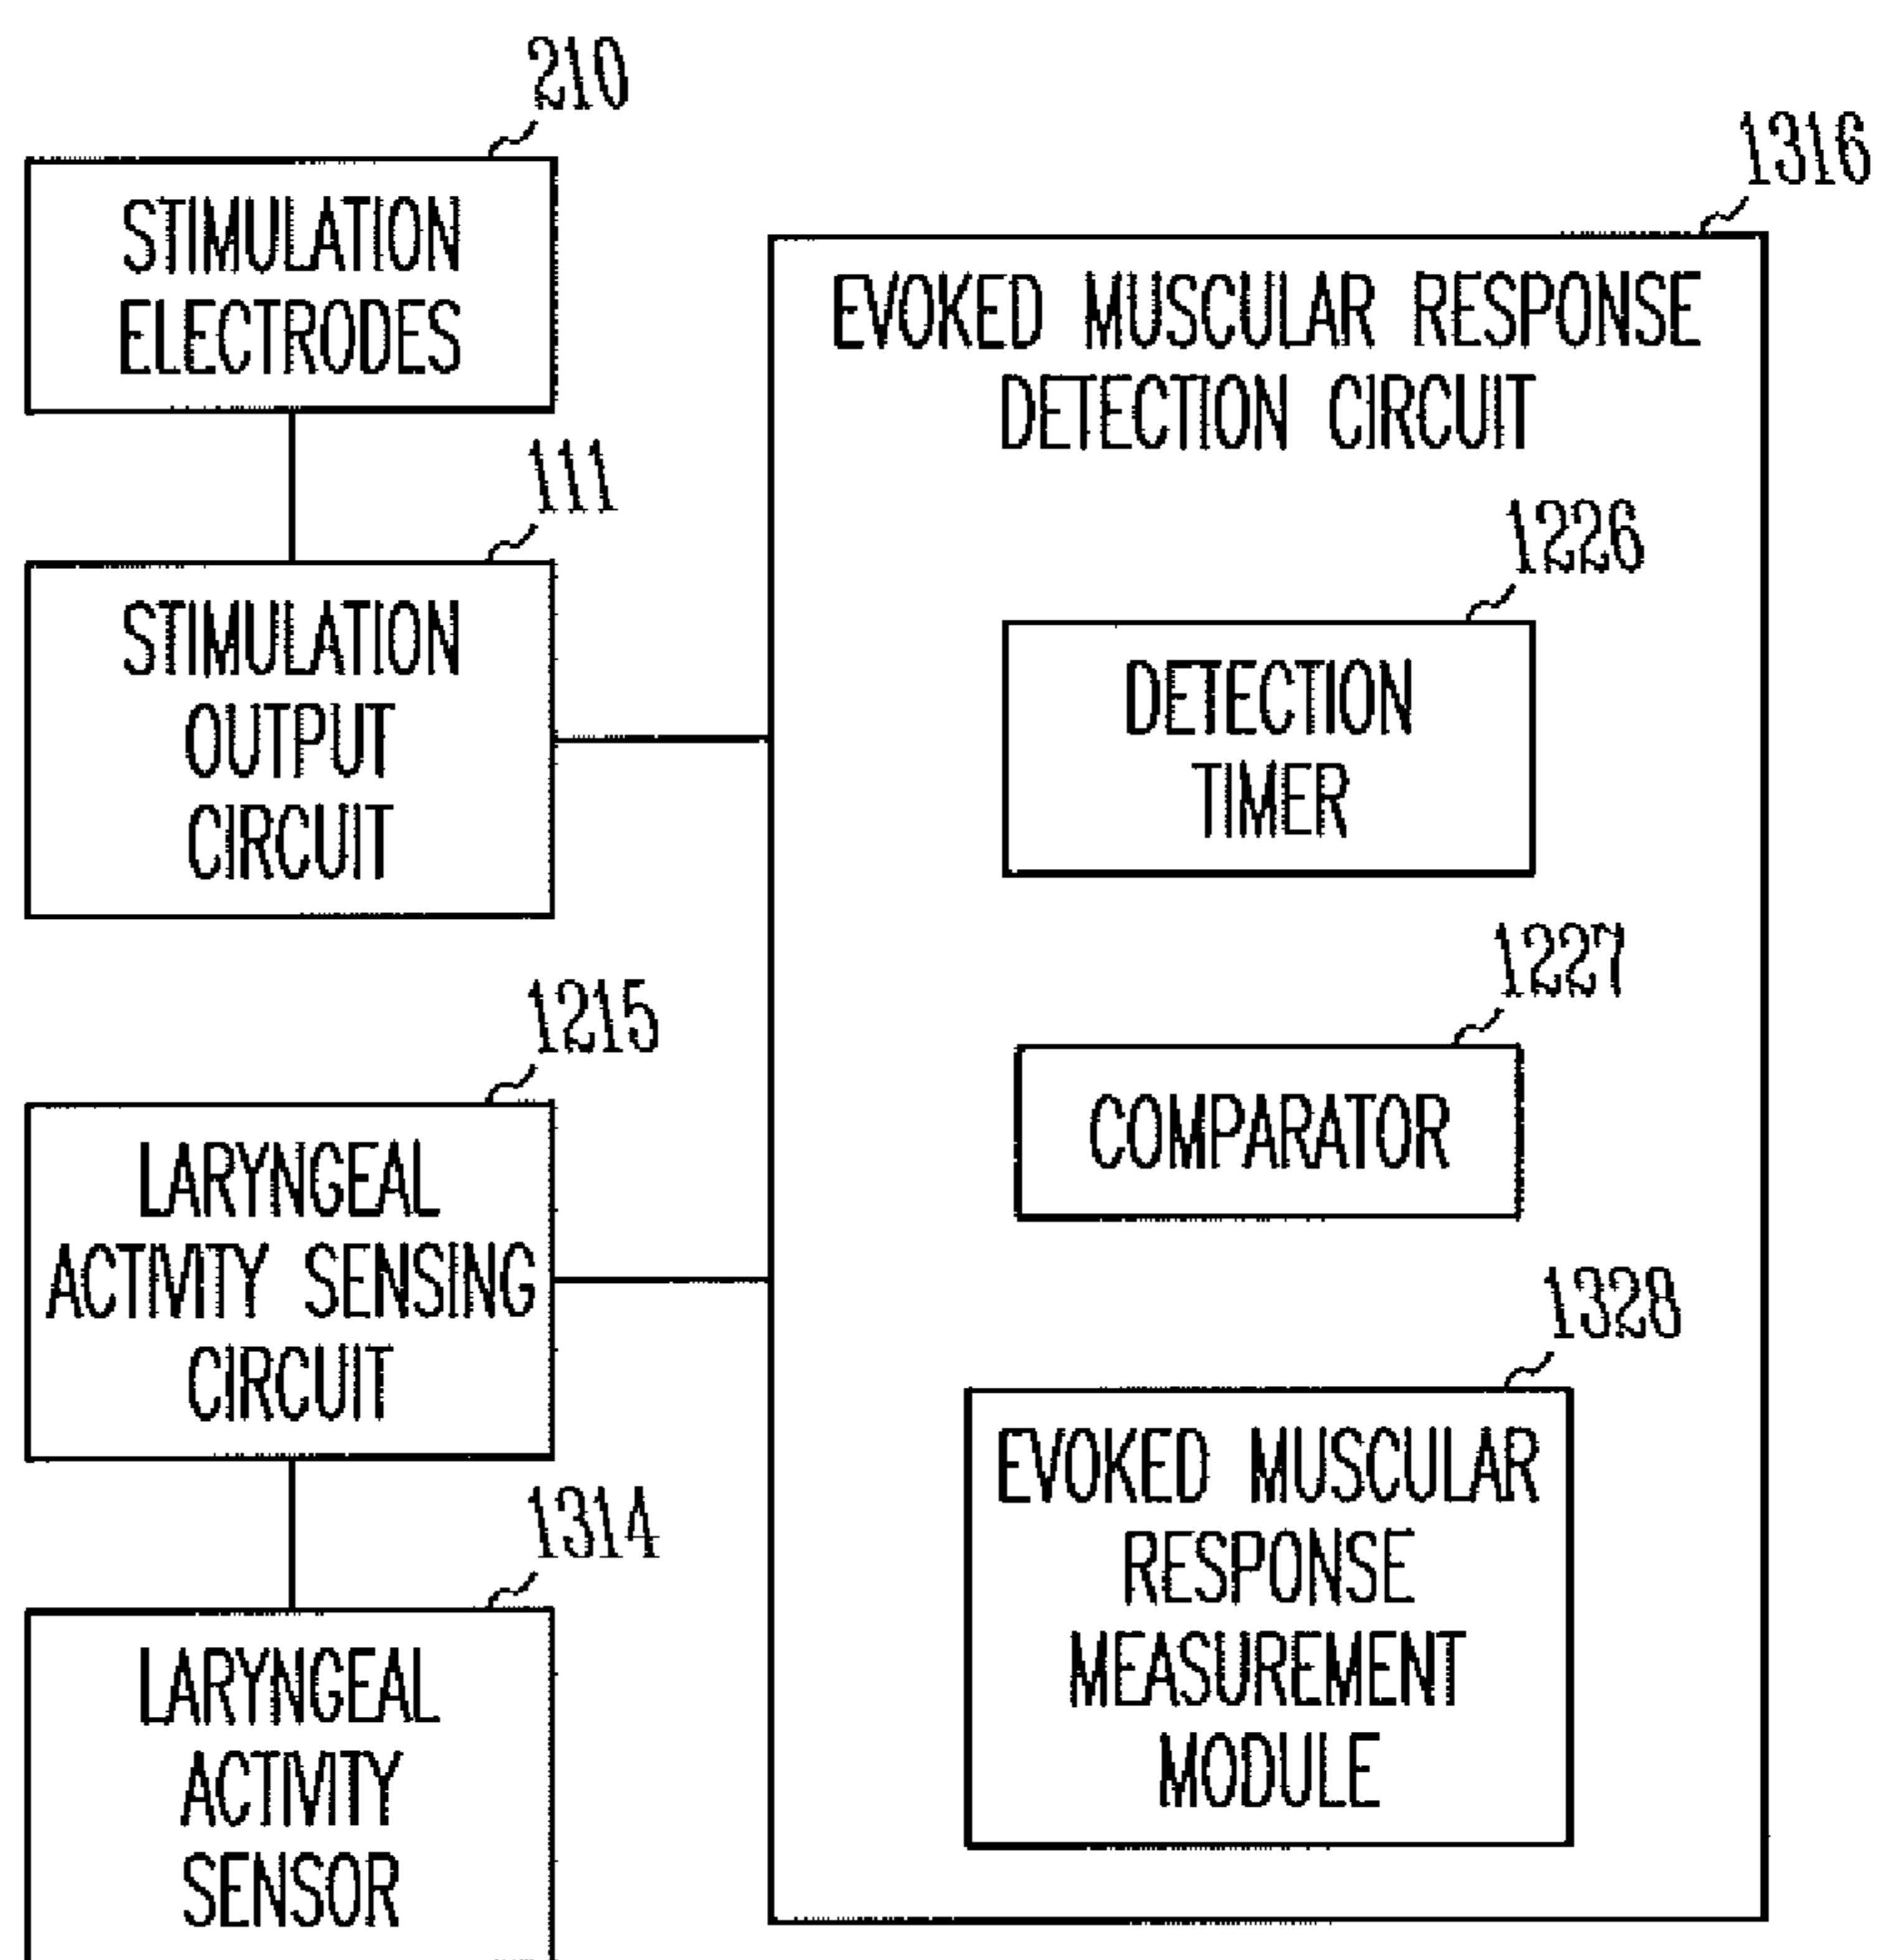 210
STIMULATION
ELECTRODES
111
STIMULATION
OUTPUT
CIRCUIT
1215
LARYNGEAL
ACTIVITY SENSING
CIRCUIT
1314
LARYNGEAL
ACTIVITY
SENSOR
1316
EVOKED MUSCULAR RESPONSE
DETECTION CIRCUIT
1226
DETECTION
TIMER
1227
COMPARATOR
1328
EVOKED MUSCULAR
RESPONSE
MEASUREMENT
MODULE